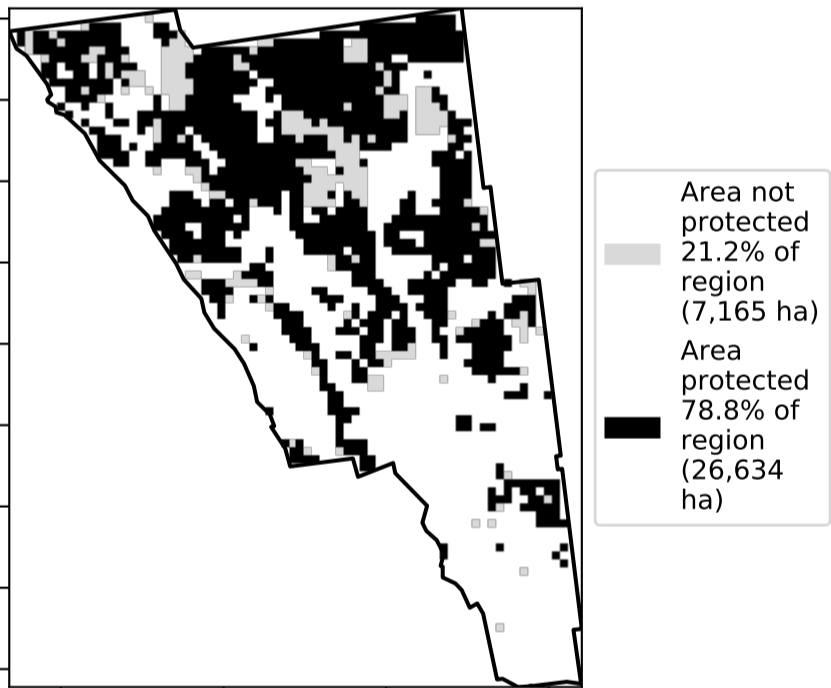 Area not
protected
21.2% of
region
(7,165 ha)
Area
protected
78.8% of
region
(26,634
ha)